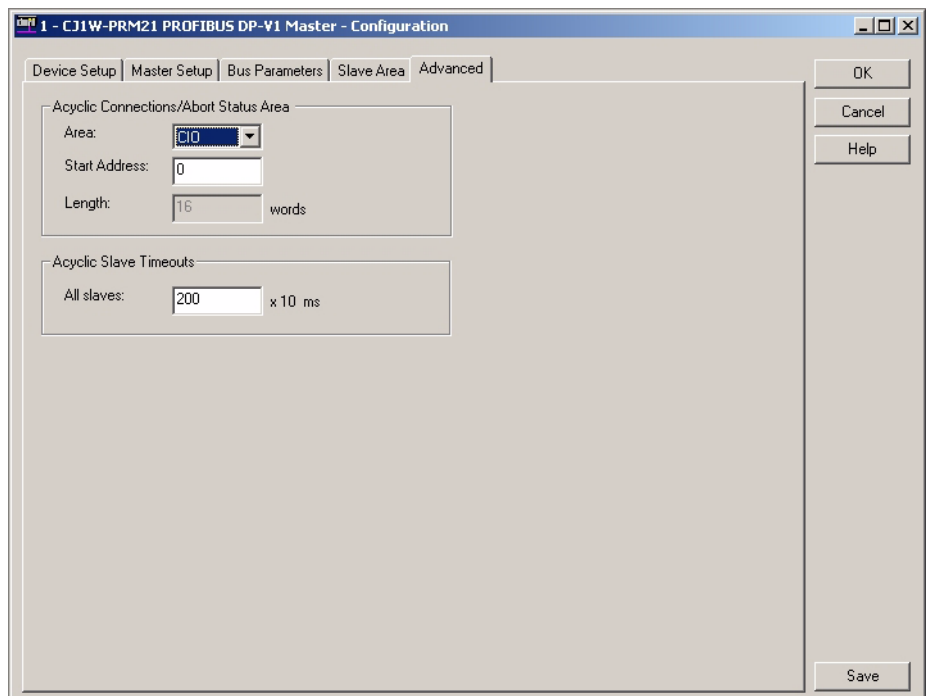 1 - CJ1W-PRM21 PROFIBUS DP-V1 Master - Configuration
Device Setup Master Setup Bus Parameters Slave Area Advanced
OK
Cancel
Help
Acyclic Connections/Abort Status Area
Area: CIO
Start Address: 0
Length: 16 words
Acyclic Slave Timeouts
All slaves: 200 x 10 ms
Save